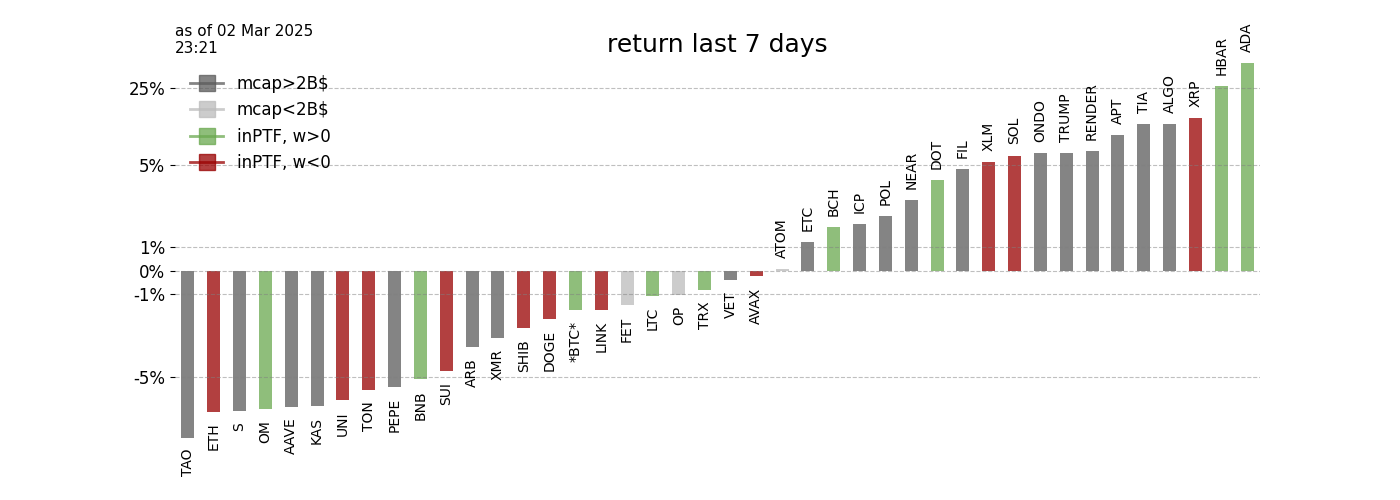 as of 02 Mar 2025
23:21
return last 7 days
mcap>2B$
mcap<2B$
inPTF, w>0
inPTF, w<0
25%
5%
1%
0%
-1%
-5%
TAO
ETH
S
OM
AAVE
KAS
UNI
TON
PEPE
BNB
SUI
ARB
XMR
SHIB
DOGE
*BTC*
LINK
FET
LTC
OP
TRX
VET
AVAX
ATOM
ETC
BCH
ICP
POL
NEAR
DOT
FIL
XLM
SOL
ONDO
TRUMP
RENDER
APT
TIA
ALGO
XRP
HBAR
ADA